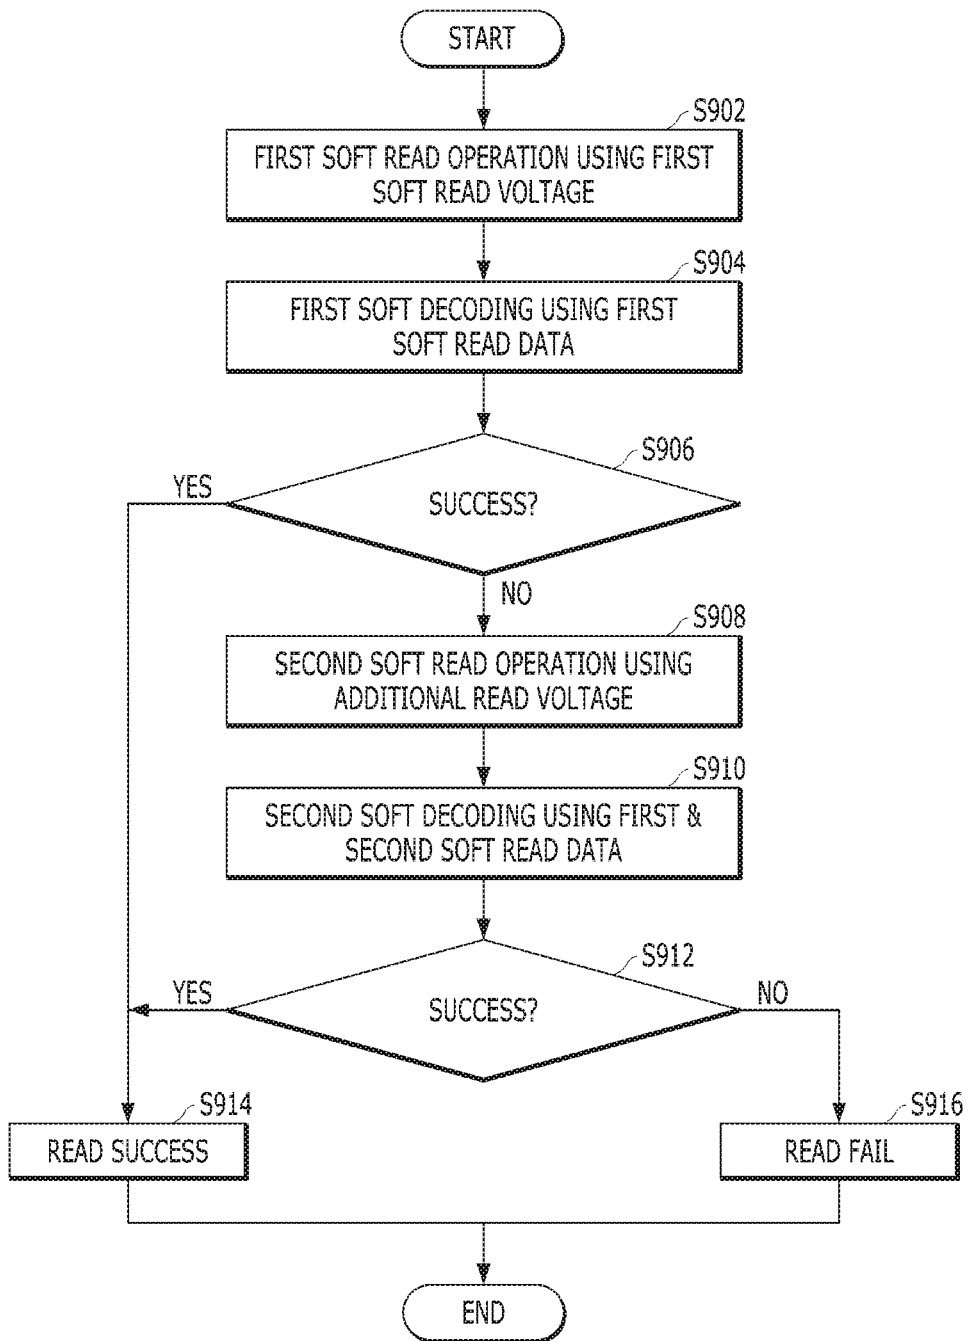 START
S902
FIRST SOFT READ OPERATION USING FIRST
SOFT READ VOLTAGE
S904
FIRST SOFT DECODING USING FIRST
SOFT READ DATA
S906
YES
SUCCESS?
NO
S908
SECOND SOFT READ OPERATION USING
ADDITIONAL READ VOLTAGE
S910
SECOND SOFT DECODING USING FIRST &
SECOND SOFT READ DATA
S912
YES
SUCCESS?
NO
S914
READ SUCCESS
S916
READ FAIL
END